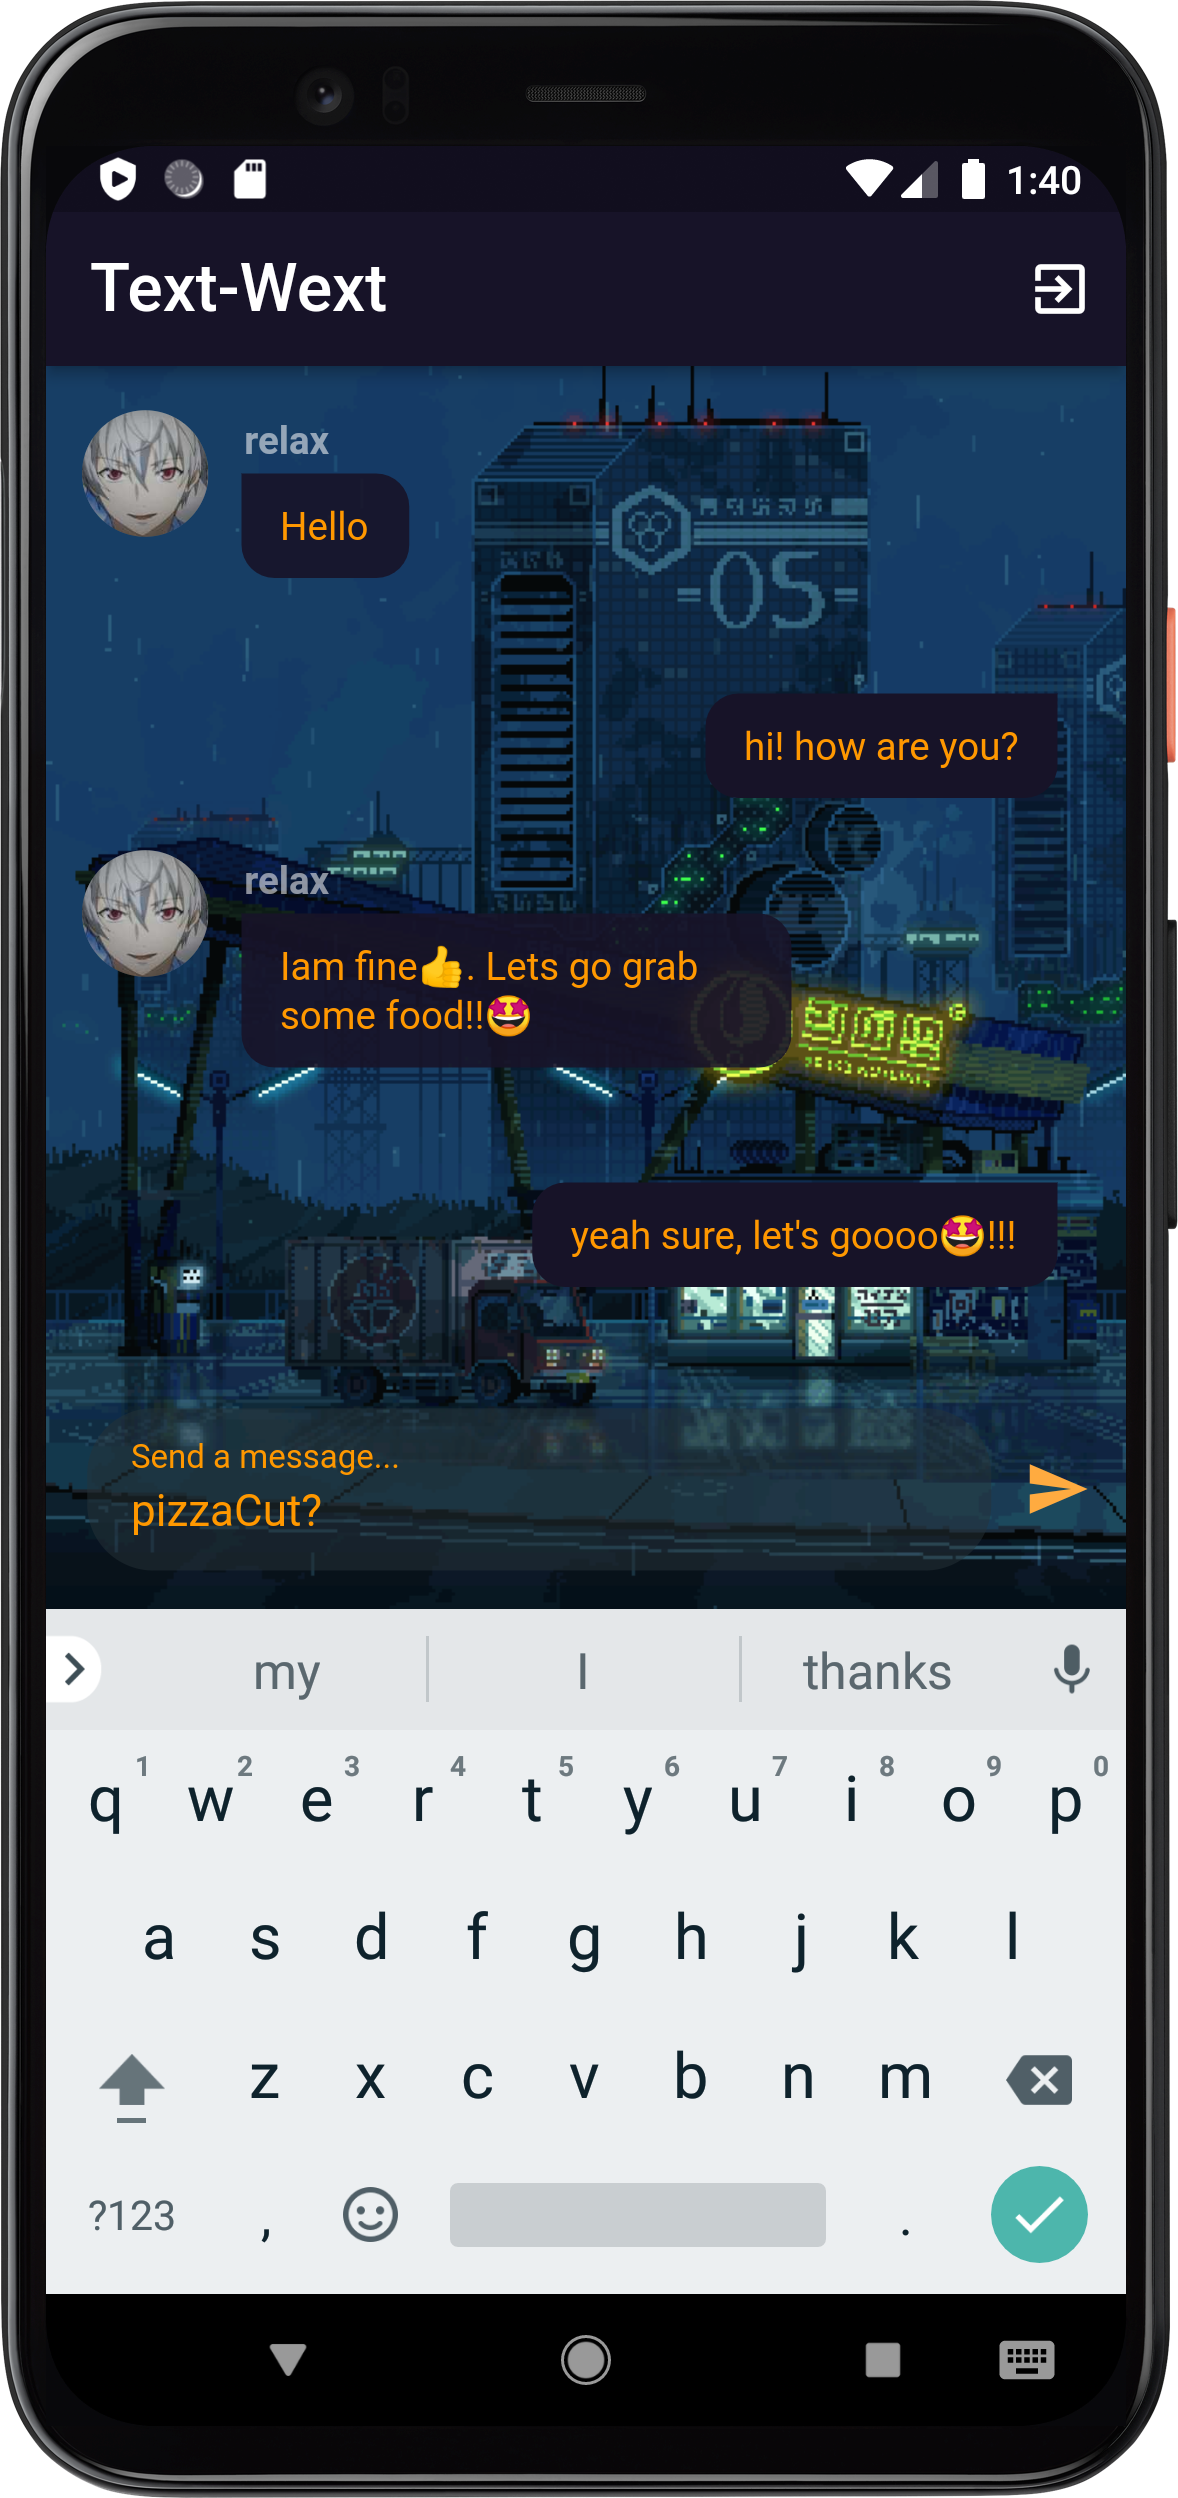 1:40
Text-Wext
relax
Hello
05
hi! how are you?
relax
Iam fine👍. Lets go grab
some food!!🤩
yeah sure, let's goooo🤩!!!
Send a message...
pizzaCut?
my I thanks
1 2 3 4 5 6 7 8 9 0
q w e r t y u i o p
a s d f g h j k l
z x c v b n m
?123 , .